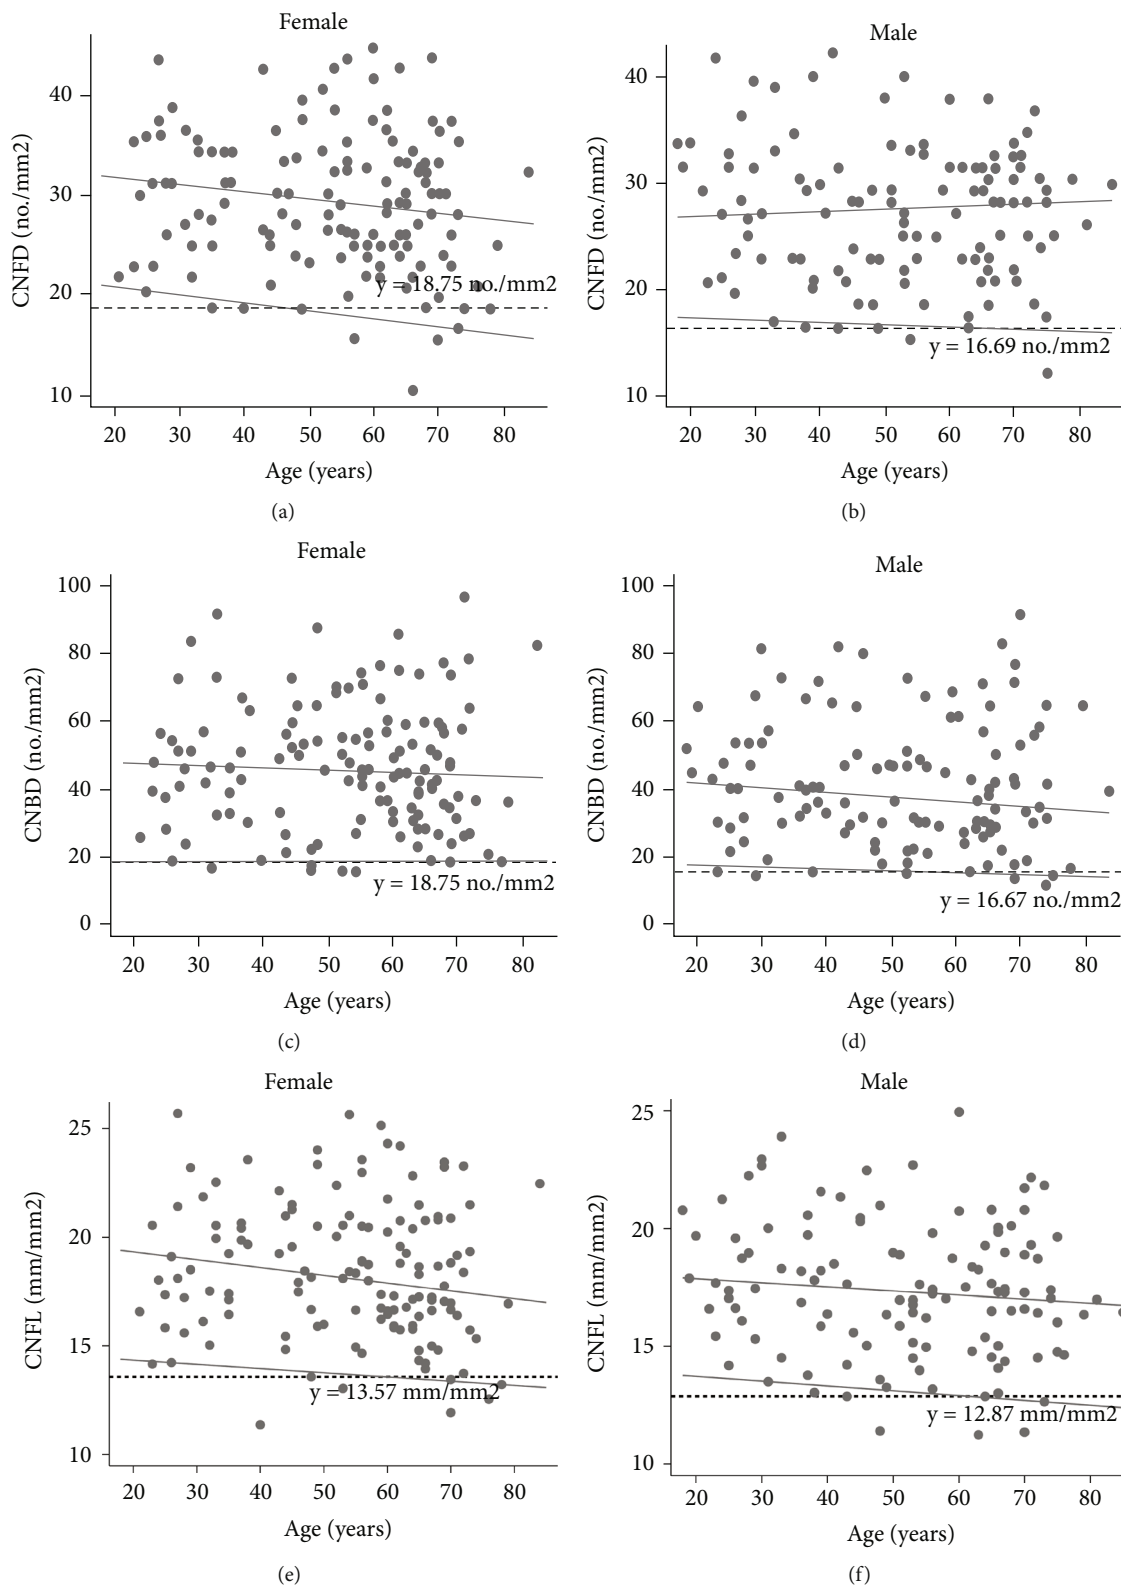 Female
CNFD (no./mm2)
40
30
20
10
y = 18.75 no./mm2
20 30 40 50 60 70 80
Age (years)
(a)
Male
CNFD (no./mm2)
40
30
20
10
y = 16.69 no./mm2
20 30 40 50 60 70 80
Age (years)
(b)
Female
CNBD (no./mm2)
100
80
60
40
20
0
y = 18.75 no./mm2
20 30 40 50 60 70 80
Age (years)
(c)
Male
CNBD (no./mm2)
100
80
60
40
20
0
y = 16.67 no./mm2
20 30 40 50 60 70 80
Age (years)
(d)
Female
CNFL (mm/mm2)
25
20
15
10
y = 13.57 mm/mm2
20 30 40 50 60 70 80
Age (years)
(e)
Male
CNFL (mm/mm2)
25
20
15
10
y = 12.87 mm/mm2
20 30 40 50 60 70 80
Age (years)
(f)